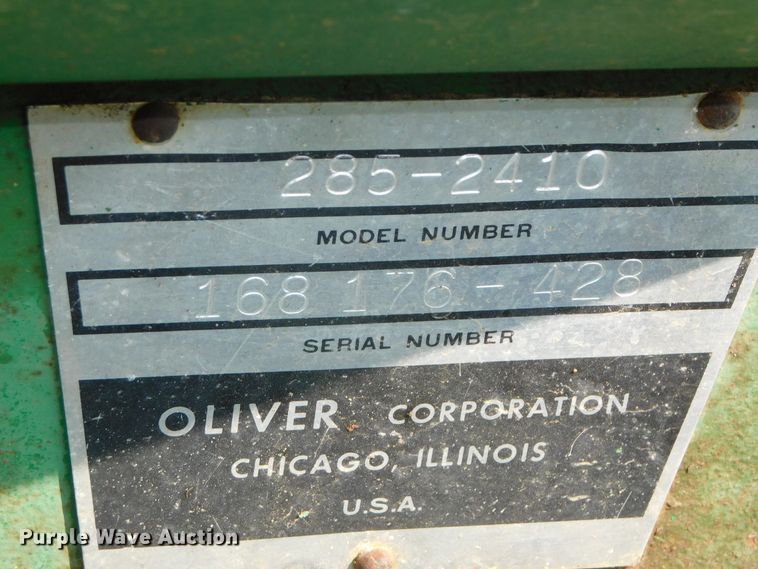 285-2410
MODEL NUMBER
168 176-428
SERIAL NUMBER
OLIVER CORPORATION
CHICAGO, ILLINOIS
U.S.A.
Purple Wave Auction